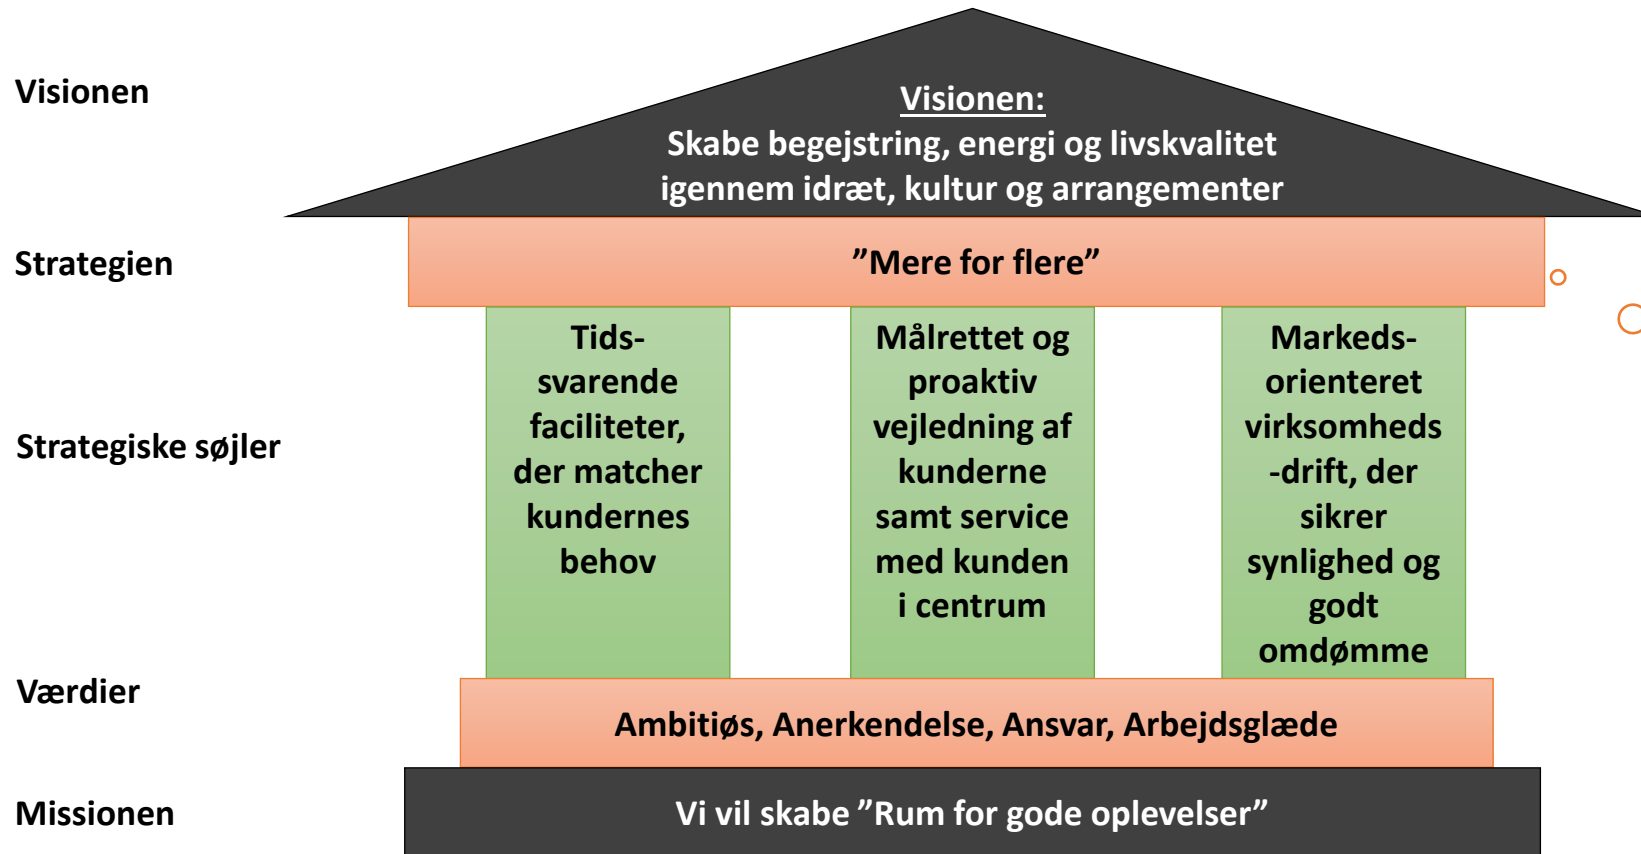 Visionen
Visionen:
Skabe begejstring, energi og livskvalitet
igennem idræt, kultur og arrangementer
Strategien
”Mere for flere”
Strategiske søjler
Tids-
svarende
faciliteter,
der matcher
kundernes
behov
Målrettet og
proaktiv
vejledning af
kunderne
samt service
med kunden
i centrum
Markeds-
orienteret
virksomheds
-drift, der
sikrer
synlighed og
godt
omdømme
Værdier
Ambitiøs, Anerkendelse, Ansvar, Arbejdsglæde
Missionen
Vi vil skabe ”Rum for gode oplevelser”